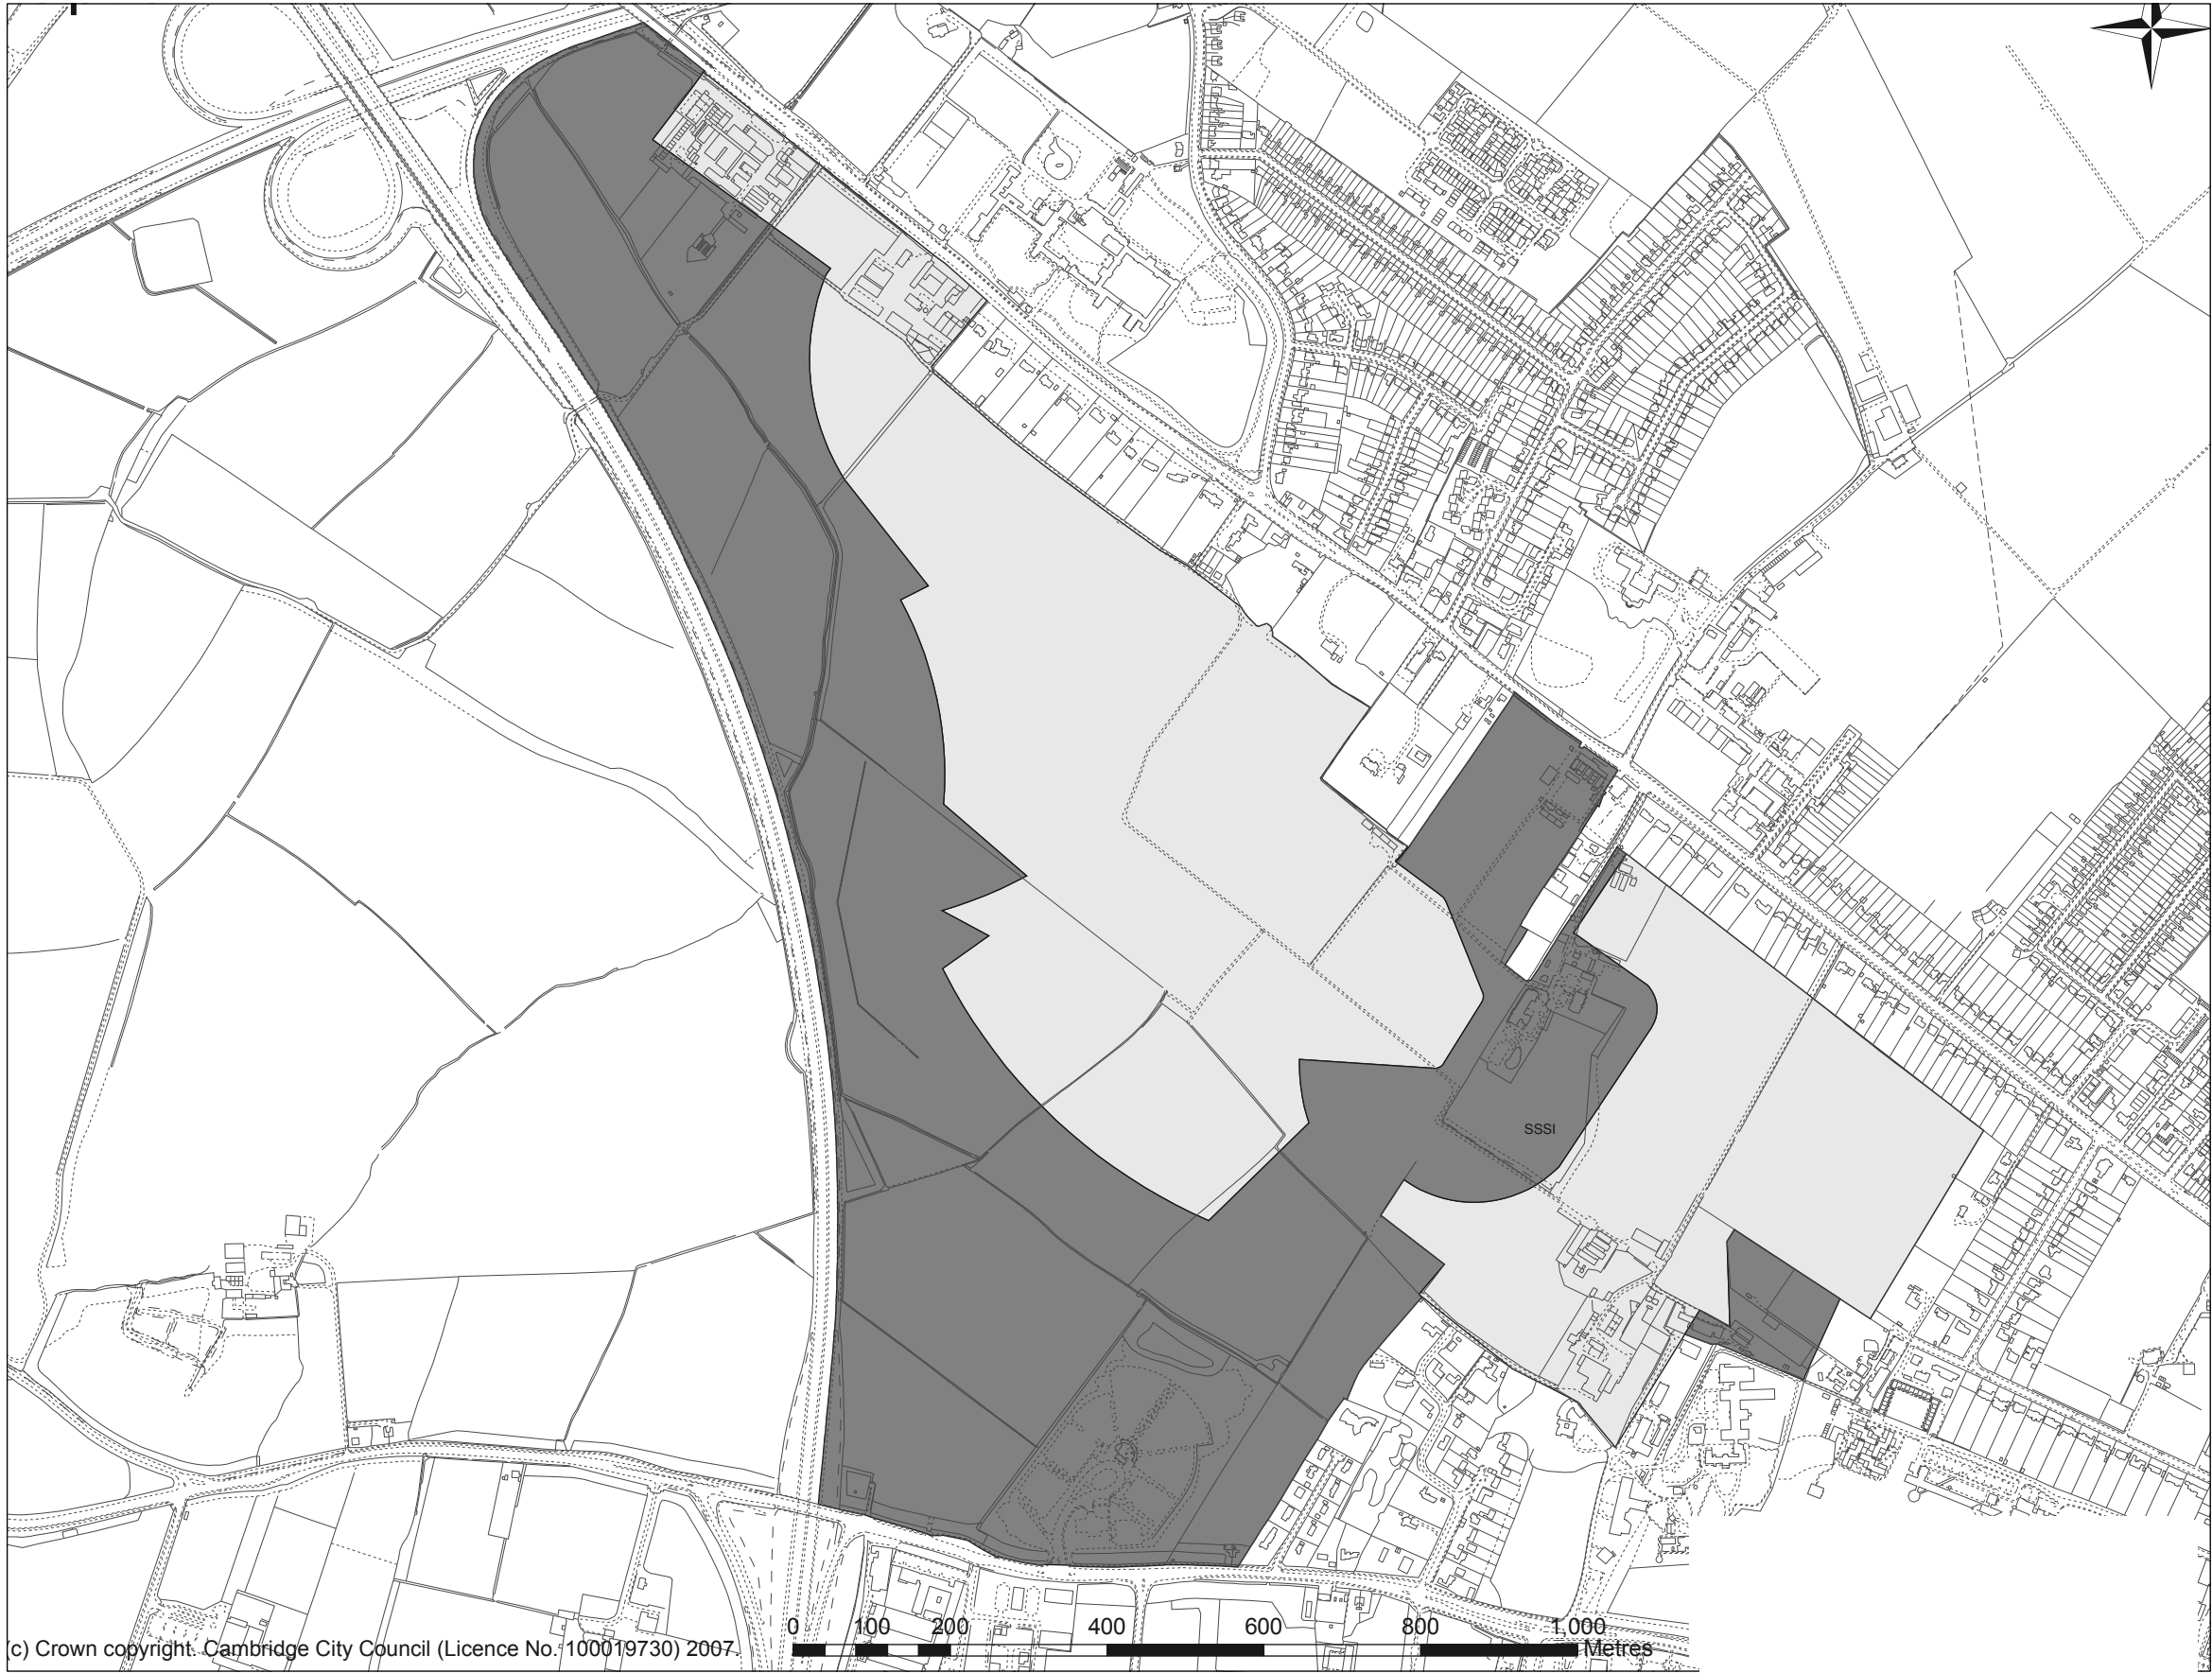 SSSI
0 100 200 400 600 800 1,000
Metres
(c) Crown copyright. Cambridge City Council (Licence No. 100019730) 2007.